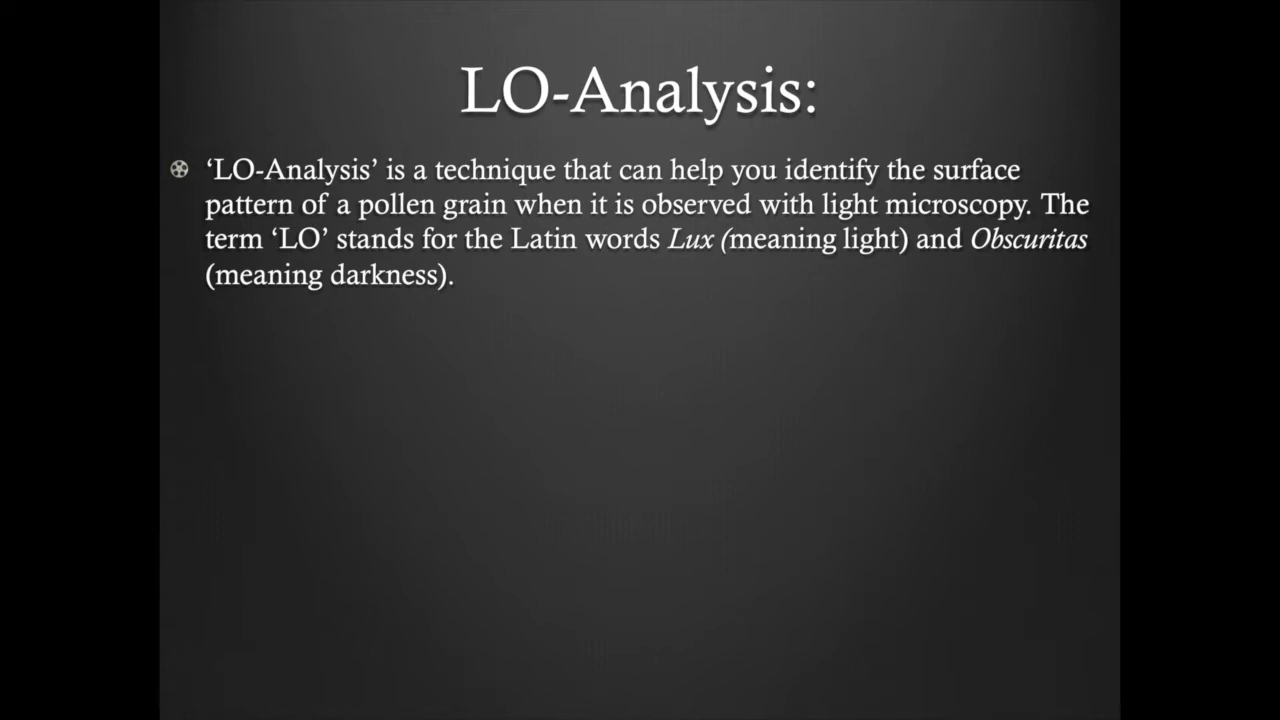 LO-Analysis:
‘LO-Analysis’ is a technique that can help you identify the surface
pattern of a pollen grain when it is observed with light microscopy. The
term ‘LO’ stands for the Latin words Lux (meaning light) and Obscuritas
(meaning darkness).